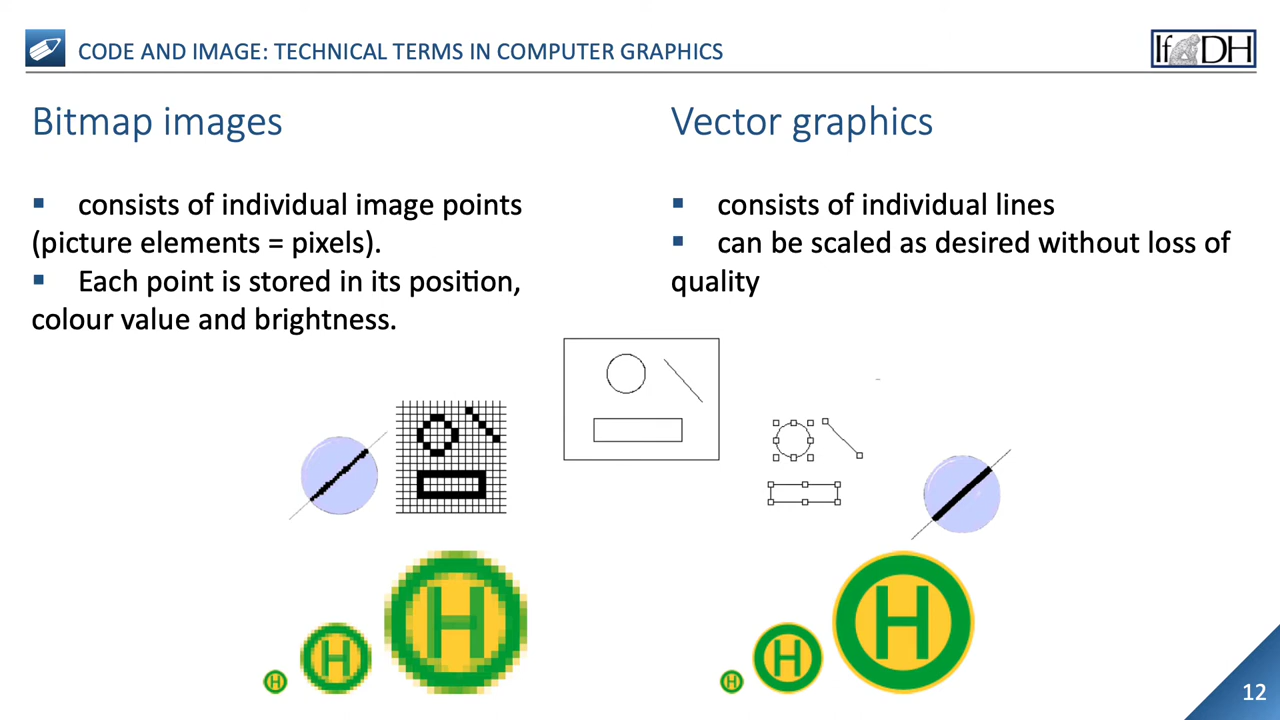 CODE AND IMAGE: TECHNICAL TERMS IN COMPUTER GRAPHICS
IfDH
Bitmap images
▪ consists of individual image points
(picture elements = pixels).
▪ Each point is stored in its position,
colour value and brightness.
Vector graphics
▪ consists of individual lines
▪ can be scaled as desired without loss of
quality
H
H
H
H
H
H
12